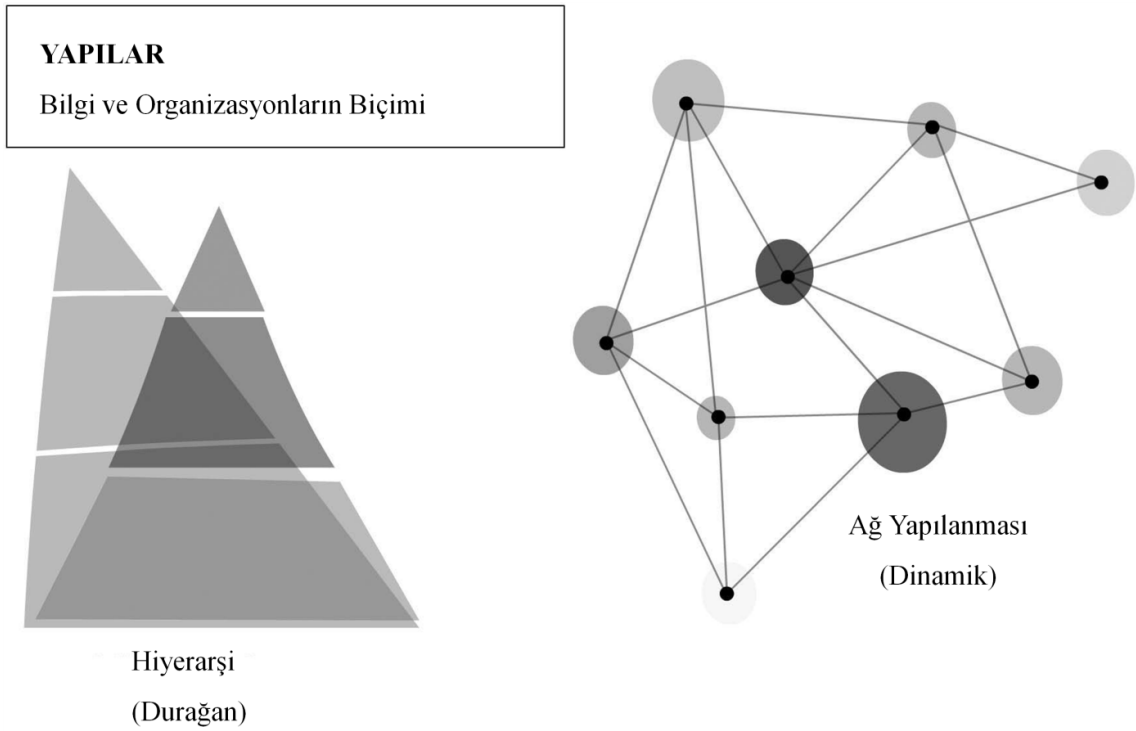 YAPILAR
Bilgi ve Organizasyonların Biçimi
Ağ Yapılanması
(Dinamik)
Hiyerarşi
(Durağan)